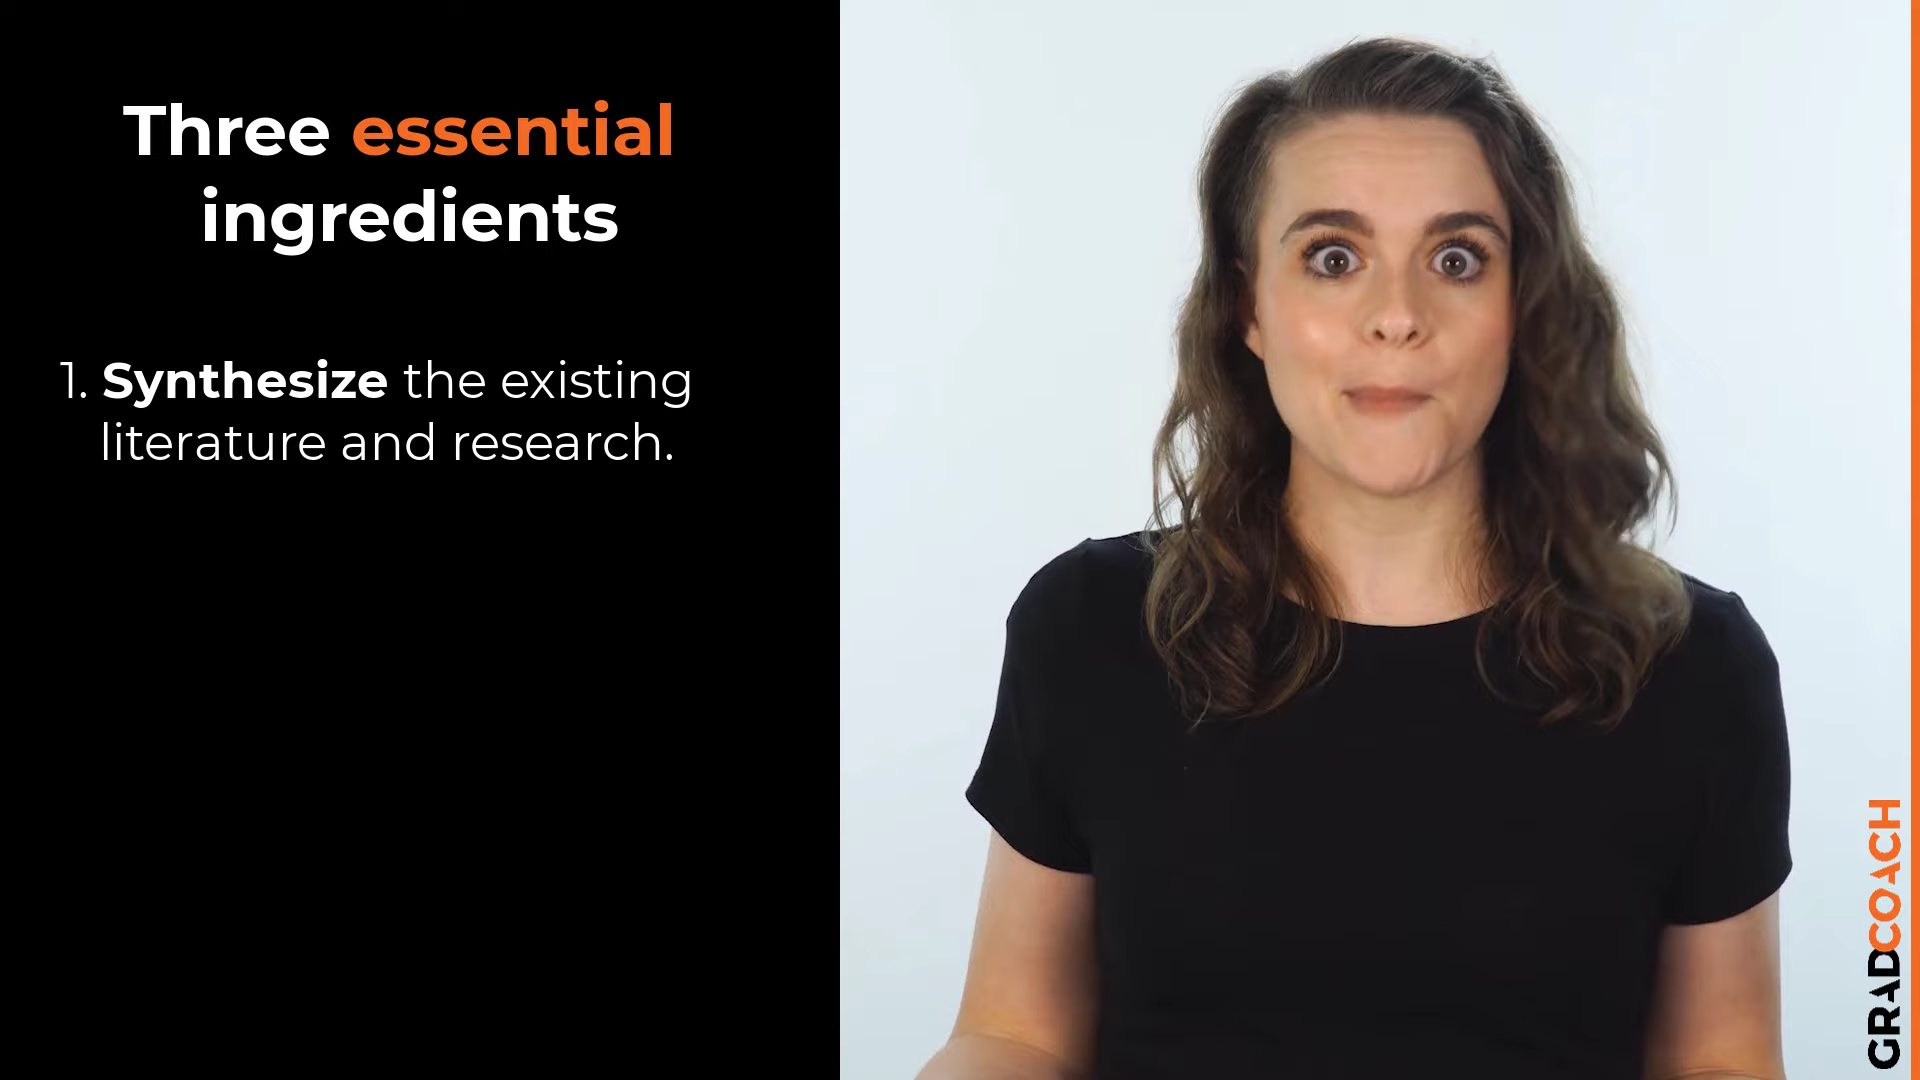 Three essential
ingredients
1. Synthesize the existing
literature and research.
GRADCOACH